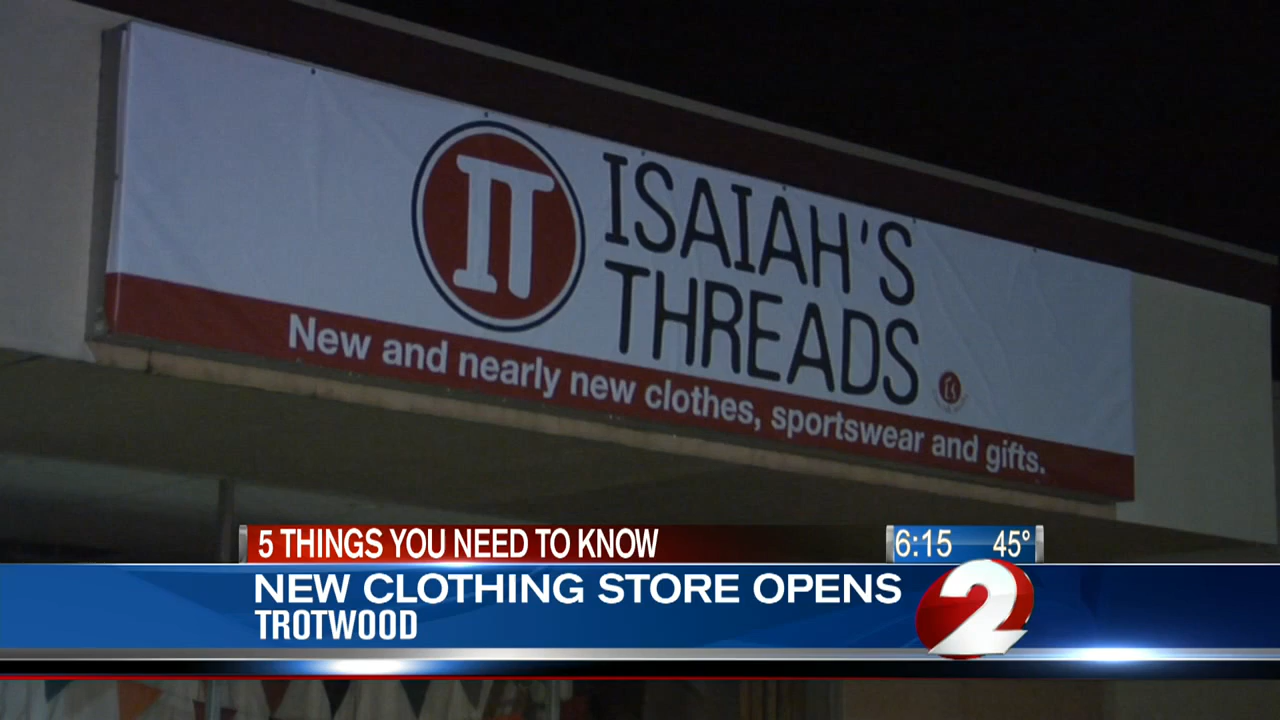 IT
ISAIAH'S
THREADS
New and nearly new clothes, sportswear and gifts.
5 THINGS YOU NEED TO KNOW
6:15 45°
NEW CLOTHING STORE OPENS
TROTWOOD
2